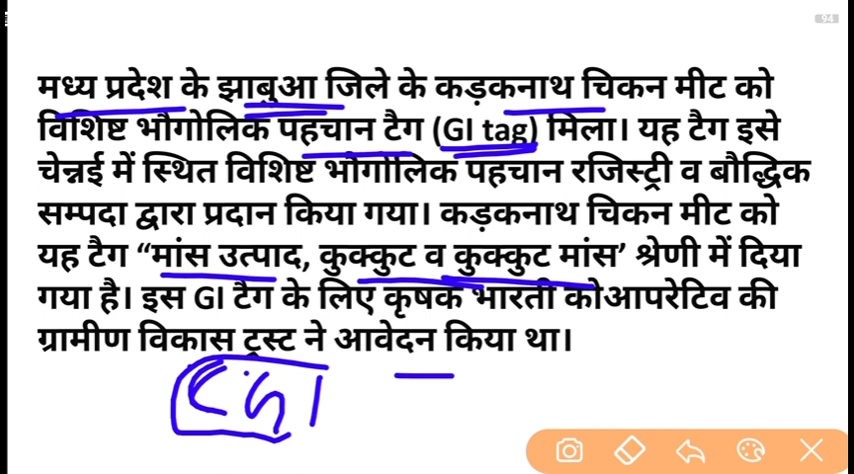 94
मध्य प्रदेश के झाबुआ जिले के कड़कनाथ चिकन मीट को
विशिष्ट भौगोलिक पहचान टैग (GI tag) मिला। यह टैग इसे
चेन्नई में स्थित विशिष्ट भौगोलिक पहचान रजिस्ट्री व बौद्धिक
सम्पदा द्वारा प्रदान किया गया। कड़कनाथ चिकन मीट को
यह टैग “मांस उत्पाद, कुक्कुट व कुक्कुट मांस’ श्रेणी में दिया
गया है। इस GI टैग के लिए कृषक भारती कोआपरेटिव की
ग्रामीण विकास ट्रस्ट ने आवेदन किया था।